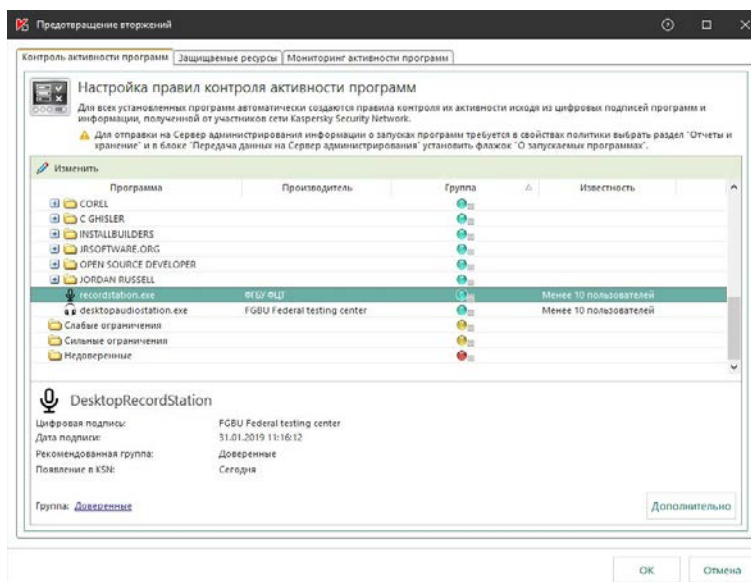 Предотвращение вторжений
Контроль активности программ Защищаемые ресурсы Мониторинг активности программ
Настройка правил контроля активности программ
Для всех установленных программ автоматически создаются правила контроля их активности исходя из цифровых подписей программ и
информации, полученной от участников сети Kaspersky Security Network.
Для отправки на Сервер администрирования информации о запусках программ требуется в свойствах политики выбрать раздел "Отчеты и
хранение" и в блоке "Передача данных на Сервер администрирования" установить флажок "О запускаемых программах".
Изменить
Программа Производитель Группа Известность
COREL
C GHISLER
INSTALLBUILDERS
JRSOFTWARE.ORG
OPEN SOURCE DEVELOPER
JORDAN RUSSELL
recordstation.exe ФГБУ ФЦТ Менее 10 пользователей
desktopaudiostation.exe FGBU Federal testing center Менее 10 пользователей
Слабые ограничения
Сильные ограничения
Недоверенные
DesktopRecordStation
Цифровая подпись: FGBU Federal testing center
Дата подписи: 31.01.2019 11:16:12
Рекомендованная группа: Доверенные
Появление в KSN: Сегодня
Группа: Доверенные Дополнительно
ОК Отмена